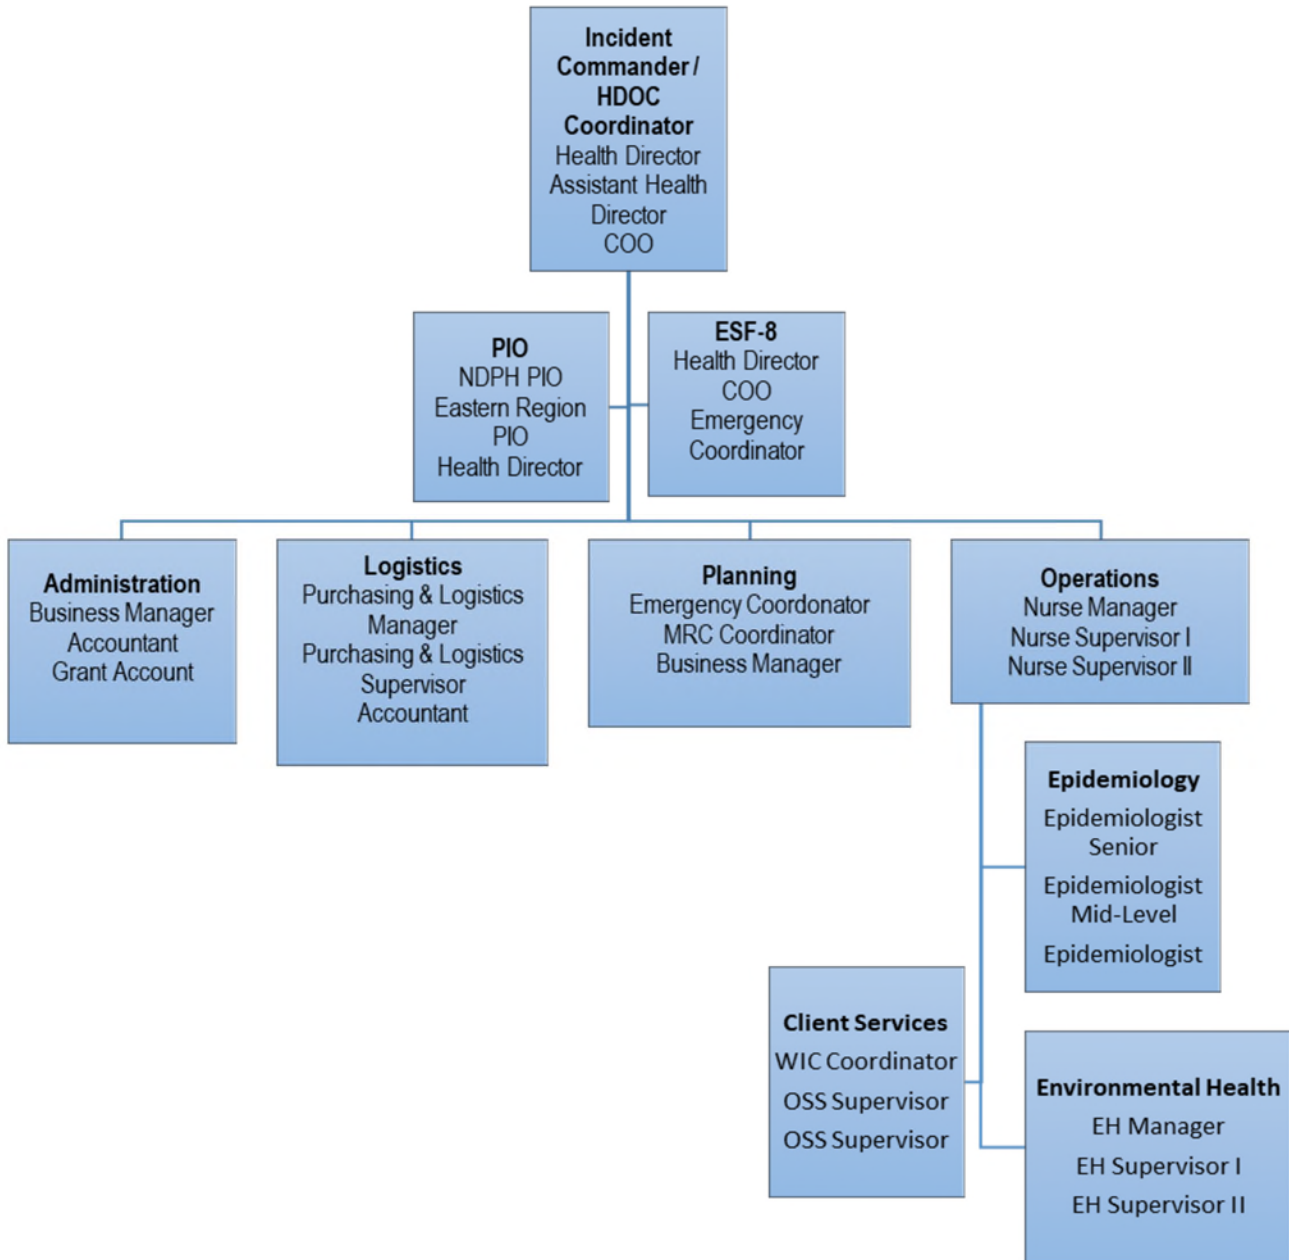 Incident
Commander /
HDOC
Coordinator
Health Director
Assistant Health
Director
COO
PIO
NDPH PIO
Eastern Region
PIO
Health Director
ESF-8
Health Director
COO
Emergency
Coordinator
Administration
Business Manager
Accountant
Grant Account
Logistics
Purchasing & Logistics
Manager
Purchasing & Logistics
Supervisor
Accountant
Planning
Emergency Coordonator
MRC Coordinator
Business Manager
Operations
Nurse Manager
Nurse Supervisor I
Nurse Supervisor II
Epidemiology
Epidemiologist
Senior
Epidemiologist
Mid-Level
Epidemiologist
Client Services
WIC Coordinator
OSS Supervisor
OSS Supervisor
Environmental Health
EH Manager
EH Supervisor I
EH Supervisor II